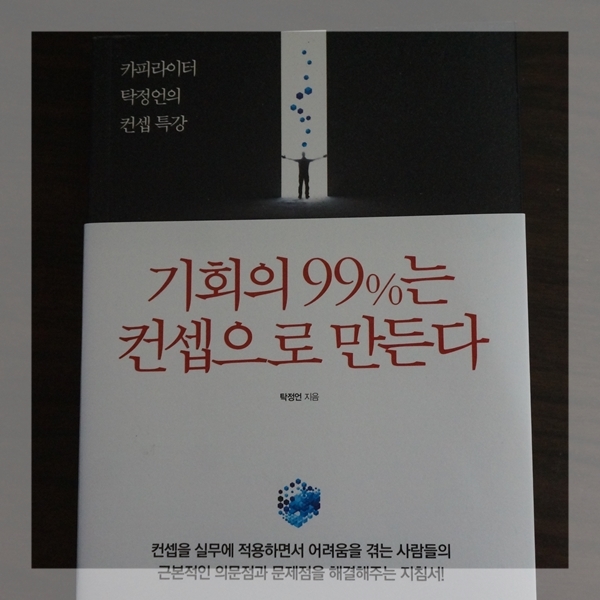 카피라이터
탁정언의
컨셉 특강
기회의 99%는
컨셉으로 만든다
탁정언 지음
컨셉을 실무에 적용하면서 어려움을 겪는 사람들의
근본적인 의문점과 문제점을 해결해주는 지침서!